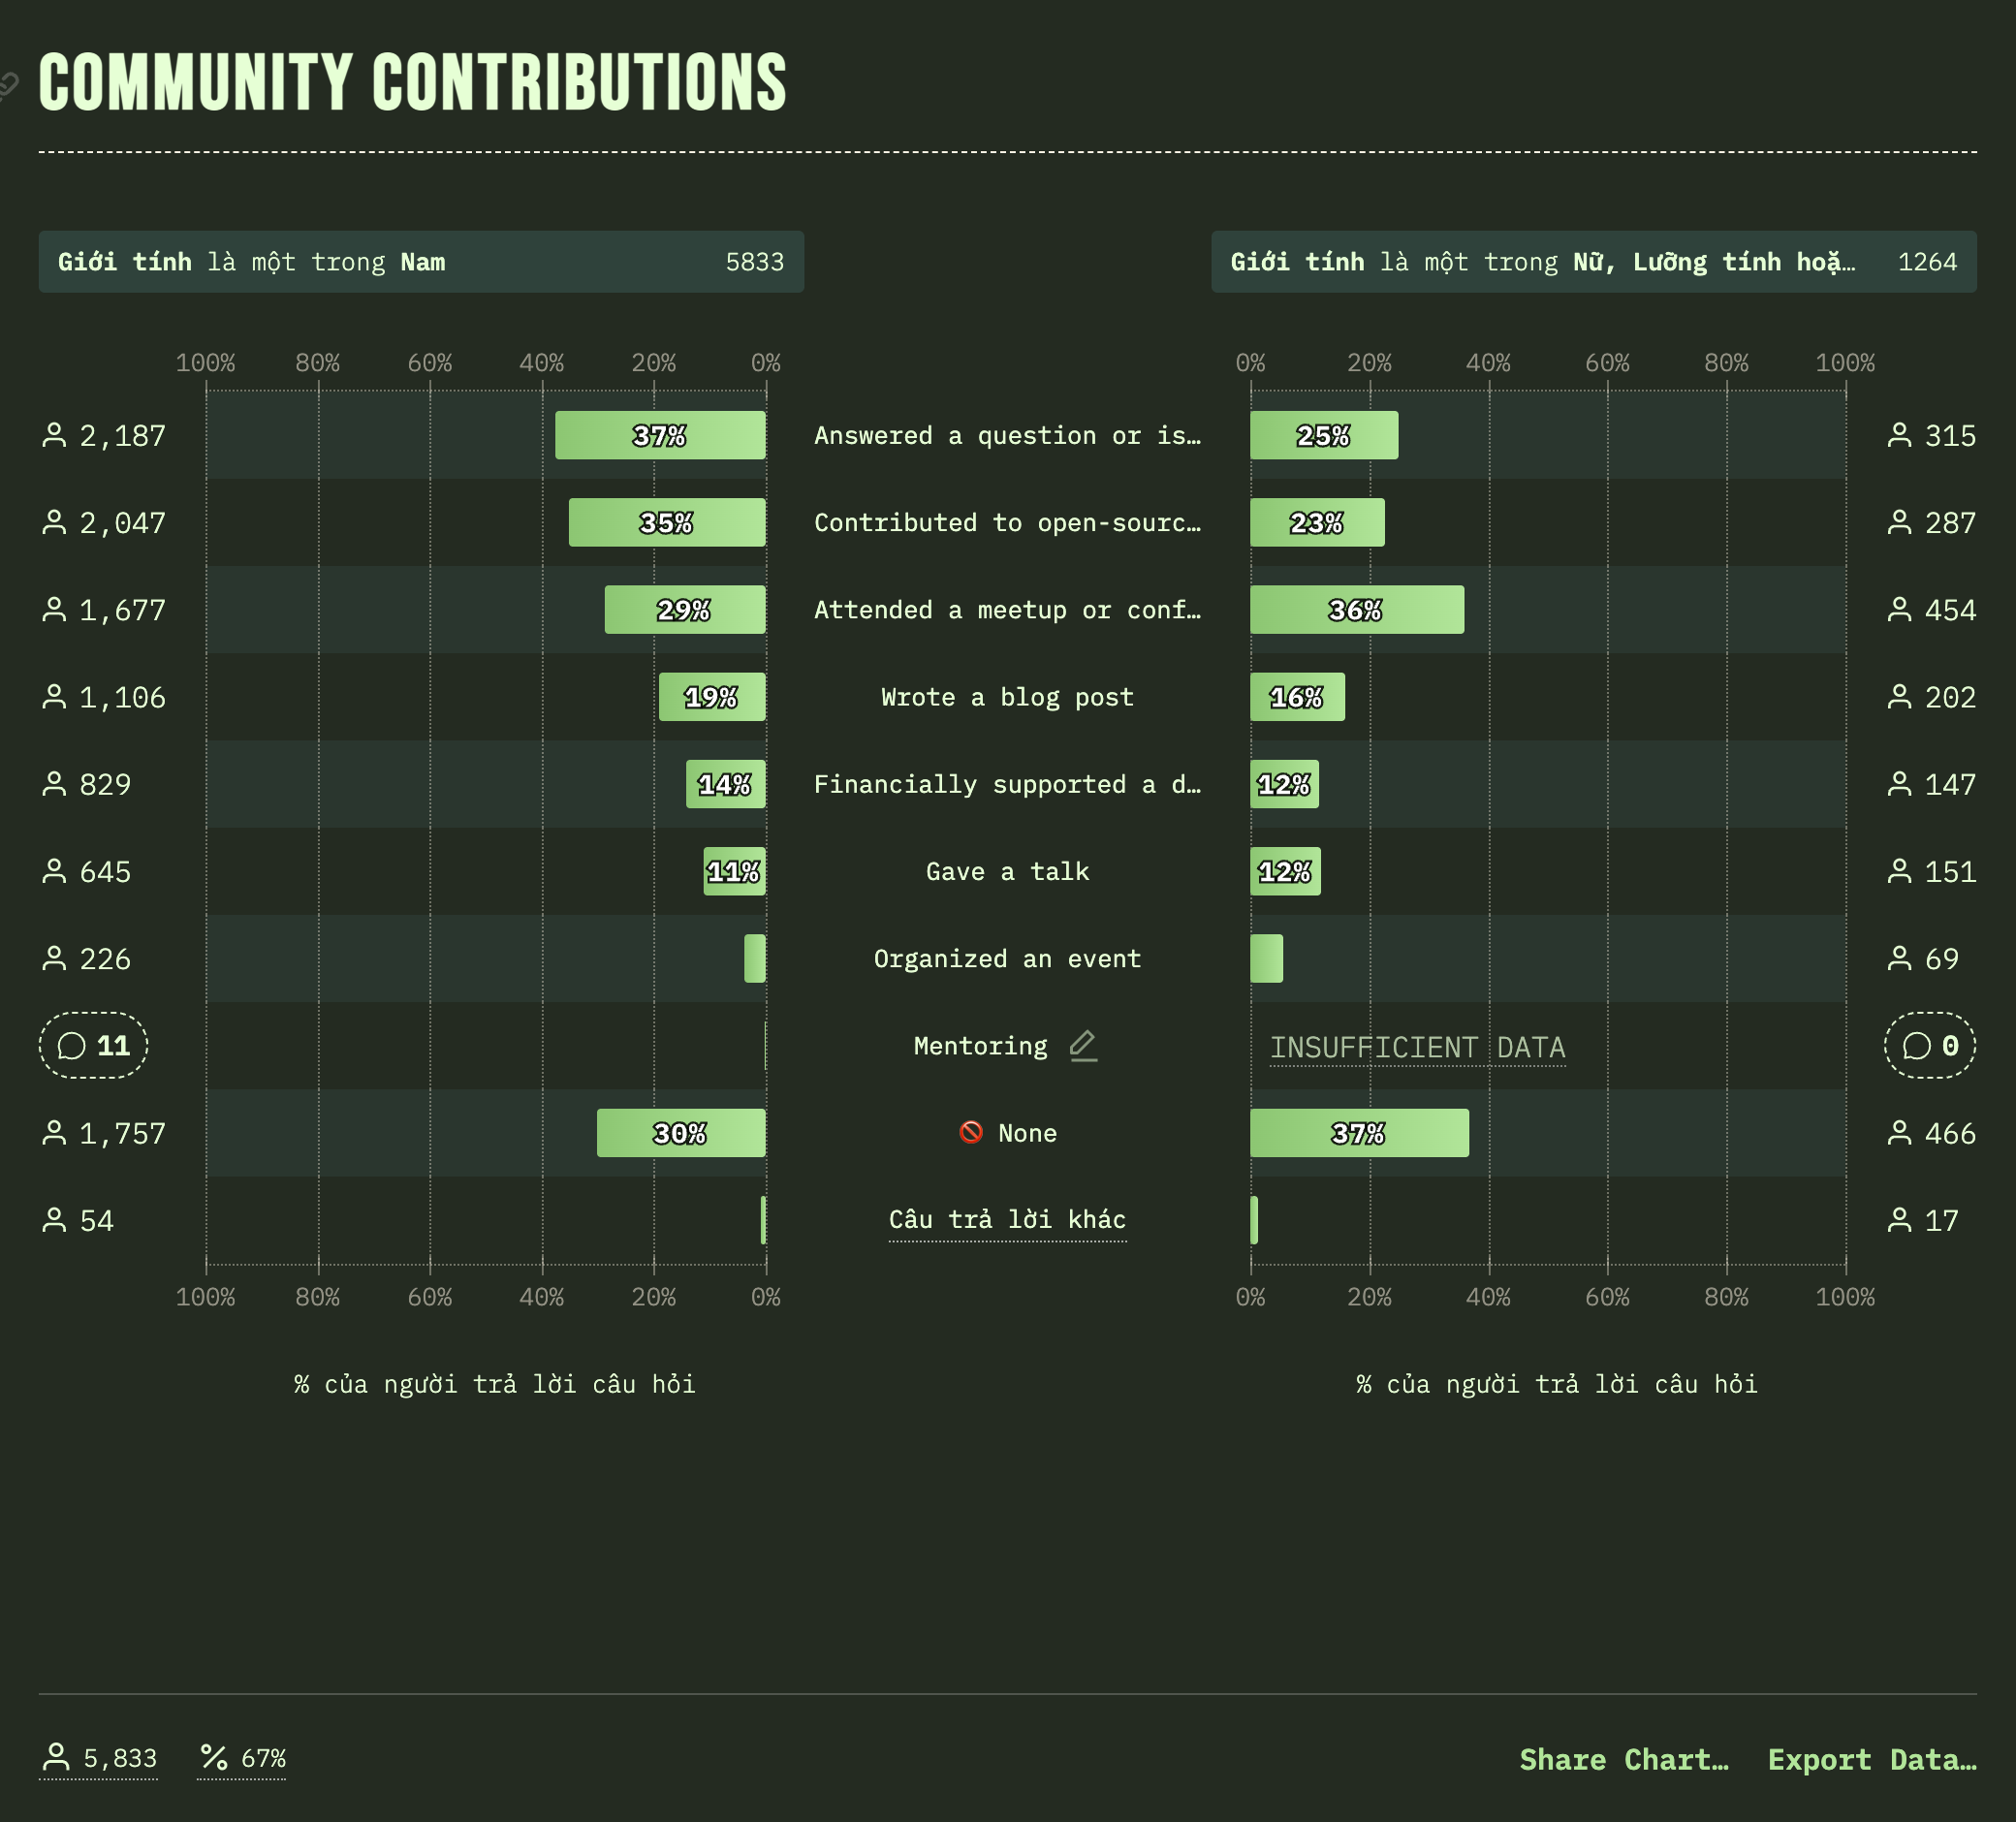 COMMUNITY CONTRIBUTIONS
Giới tính là một trong Nam 5833
Giới tính là một trong Nữ, Lưỡng tính hoặ… 1264
100% 80% 60% 40% 20% 0%
0% 20% 40% 60% 80% 100%
2,187 37% Answered a question or is… 25% 315
2,047 35% Contributed to open-sourc… 23% 287
1,677 29% Attended a meetup or conf… 36% 454
1,106 19% Wrote a blog post 16% 202
829 14% Financially supported a d… 12% 147
645 11% Gave a talk 12% 151
226 Organized an event 69
11 Mentoring INSUFFICIENT DATA 0
1,757 30% None 37% 466
54 Câu trả lời khác 17
100% 80% 60% 40% 20% 0%
0% 20% 40% 60% 80% 100%
% của người trả lời câu hỏi
% của người trả lời câu hỏi
5,833 67%
Share Chart… Export Data…